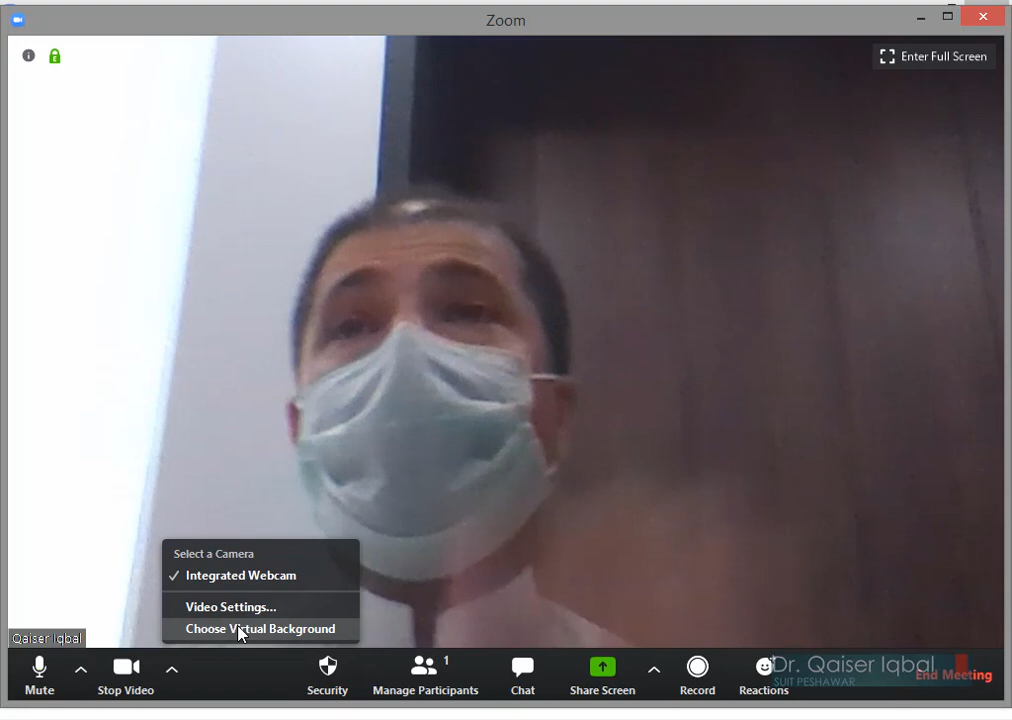 Zoom
Enter Full Screen
Select a Camera
Integrated Webcam
Video Settings...
Choose Virtual Background
Qaiser Iqbal
1
Mute
Stop Video
Security
Manage Participants
Chat
Share Screen
Record
Reactions
Dr. Qaiser Iqbal
SUIT PESHAWAR
End Meeting